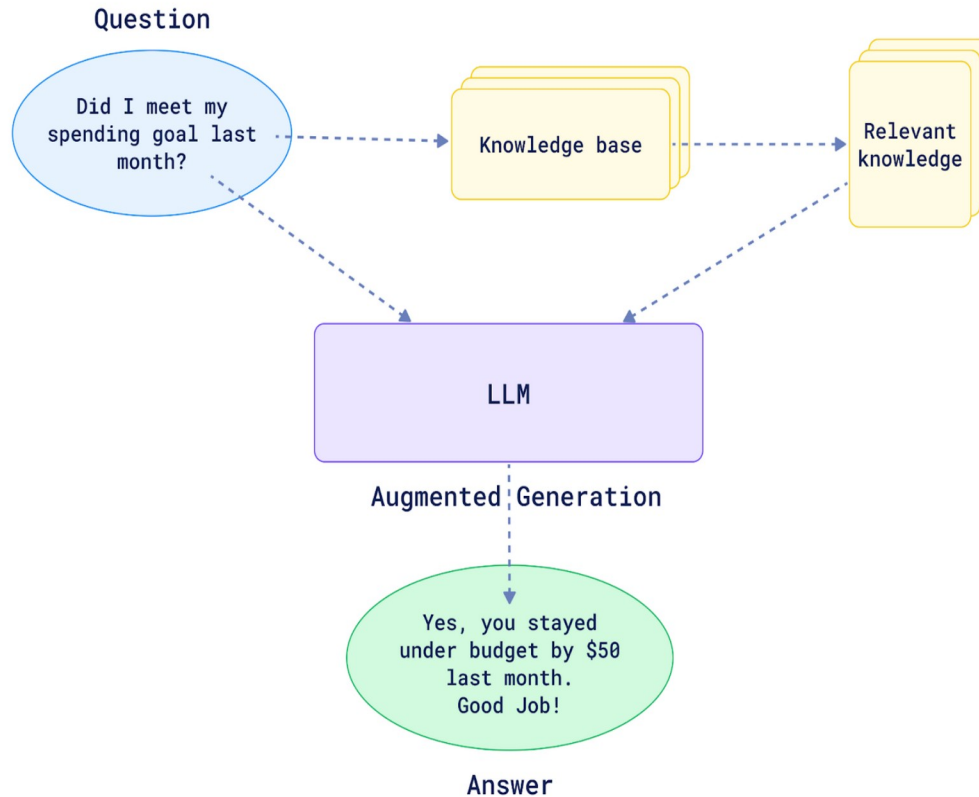 Question
Did I meet my
spending goal last
month?
Knowledge base
Relevant
knowledge
LLM
Augmented Generation
Yes, you stayed
under budget by $50
last month.
Good Job!
Answer